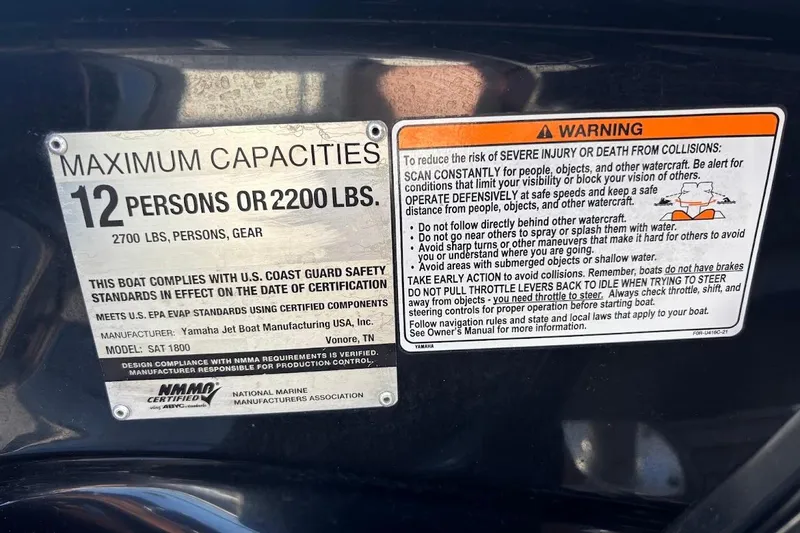 MAXIMUM CAPACITIES
12 PERSONS OR 2200 LBS.
2700 LBS, PERSONS, GEAR
THIS BOAT COMPLIES WITH U.S. COAST GUARD SAFETY
STANDARDS IN EFFECT ON THE DATE OF CERTIFICATION
MEETS U.S. EPA EVAP STANDARDS USING CERTIFIED COMPONENTS
MANUFACTURER: Yamaha Jet Boat Manufacturing USA, Inc.
MODEL: SAT 1800 Vonore, TN
DESIGN COMPLIANCE WITH NMMA REQUIREMENTS IS VERIFIED.
MANUFACTURER RESPONSIBLE FOR PRODUCTION CONTROL.
NMMA
CERTIFIED
using ABYC standards
NATIONAL MARINE
MANUFACTURERS ASSOCIATION
WARNING
To reduce the risk of SEVERE INJURY OR DEATH FROM COLLISIONS:
SCAN CONSTANTLY for people, objects, and other watercraft. Be alert for
conditions that limit your visibility or block your vision of others.
OPERATE DEFENSIVELY at safe speeds and keep a safe
distance from people, objects, and other watercraft.
• Do not follow directly behind other watercraft.
• Do not go near others to spray or splash them with water.
• Avoid sharp turns or other maneuvers that make it hard for others to avoid
you or understand where you are going.
• Avoid areas with submerged objects or shallow water.
TAKE EARLY ACTION to avoid collisions. Remember, boats do not have brakes
DO NOT PULL THROTTLE LEVERS BACK TO IDLE WHEN TRYING TO STEER
away from objects - you need throttle to steer. Always check throttle, shift, and
steering controls for proper operation before starting boat.
Follow navigation rules and state and local laws that apply to your boat.
See Owner's Manual for more information.
YAMAHA F0R-U416C-21